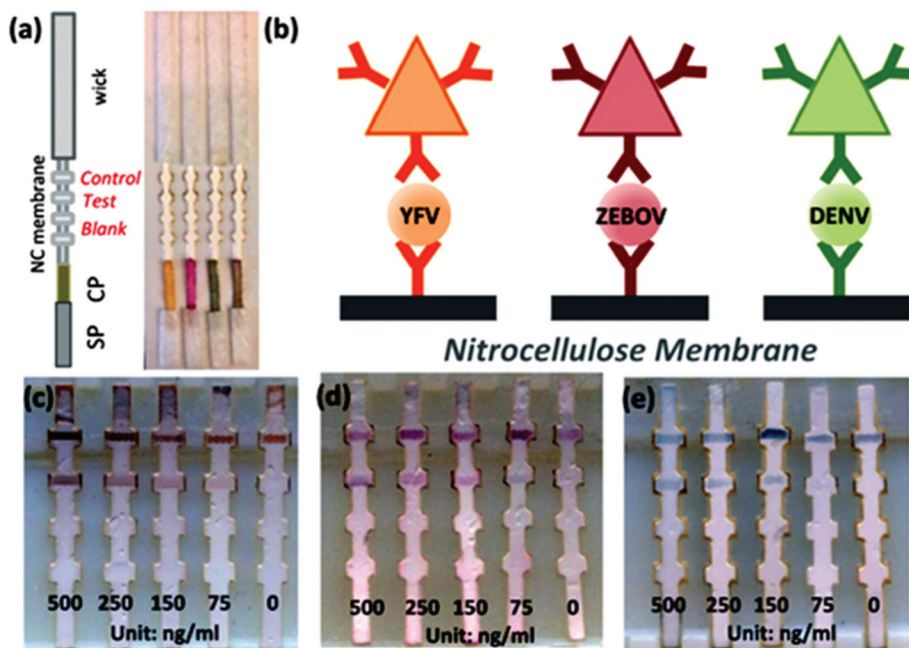 (a)
wick
NC membrane
Control
Test
Blank
CP
SP
(b)
YFV
ZEBOV
DENV
Nitrocellulose Membrane
(c)
500 250 150 75 0
Unit: ng/ml
(d)
500 250 150 75 0
Unit: ng/ml
(e)
500 250 150 75 0
Unit: ng/ml